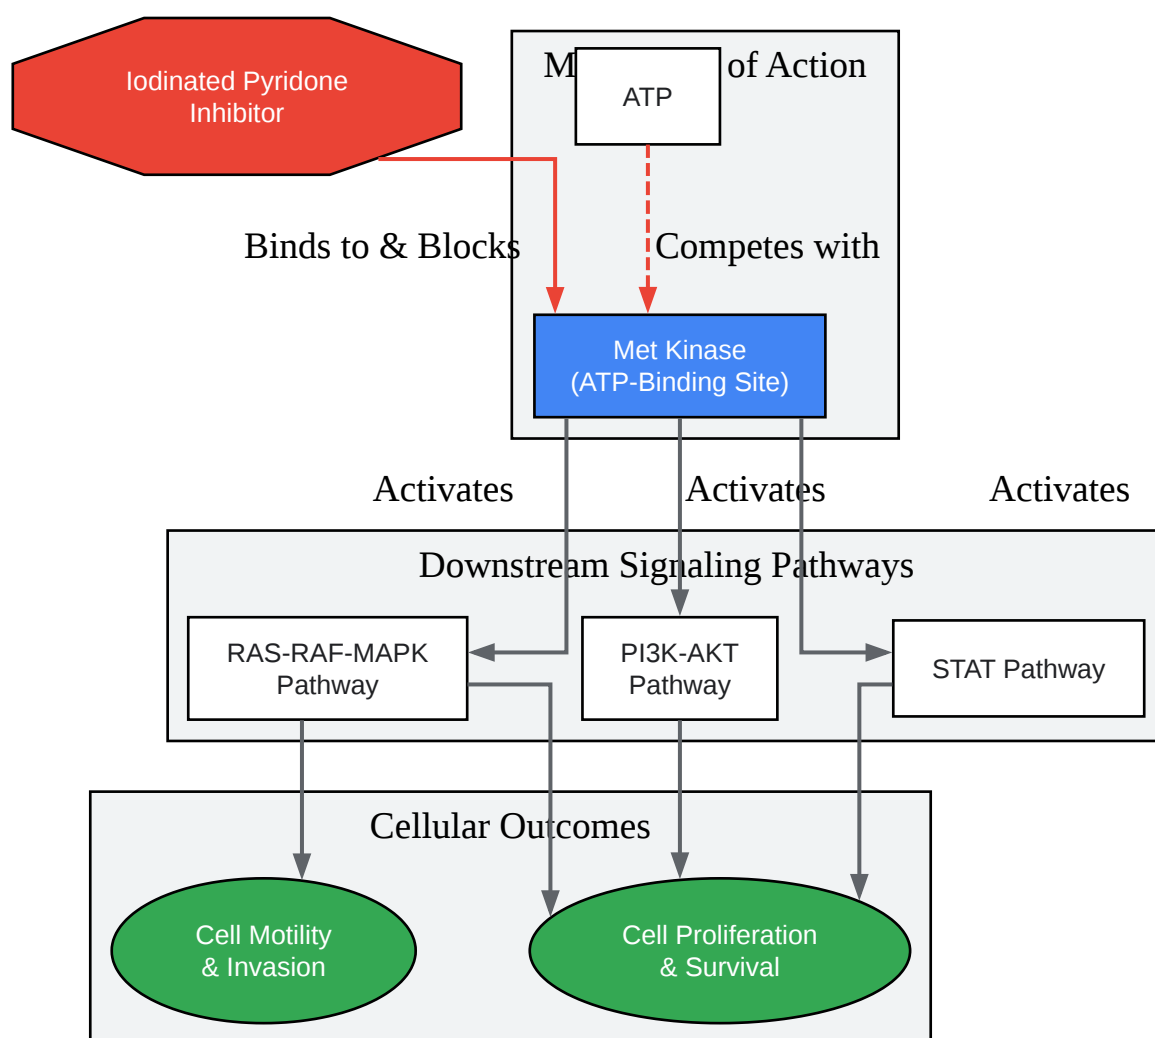 Iodinated Pyridone
Inhibitor
M of Action
ATP
Binds to & Blocks
Competes with
Met Kinase
(ATP-Binding Site)
Activates
Activates
Activates
Downstream Signaling Pathways
RAS-RAF-MAPK
Pathway
PI3K-AKT
Pathway
STAT Pathway
Cellular Outcomes
Cell Motility
& Invasion
Cell Proliferation
& Survival